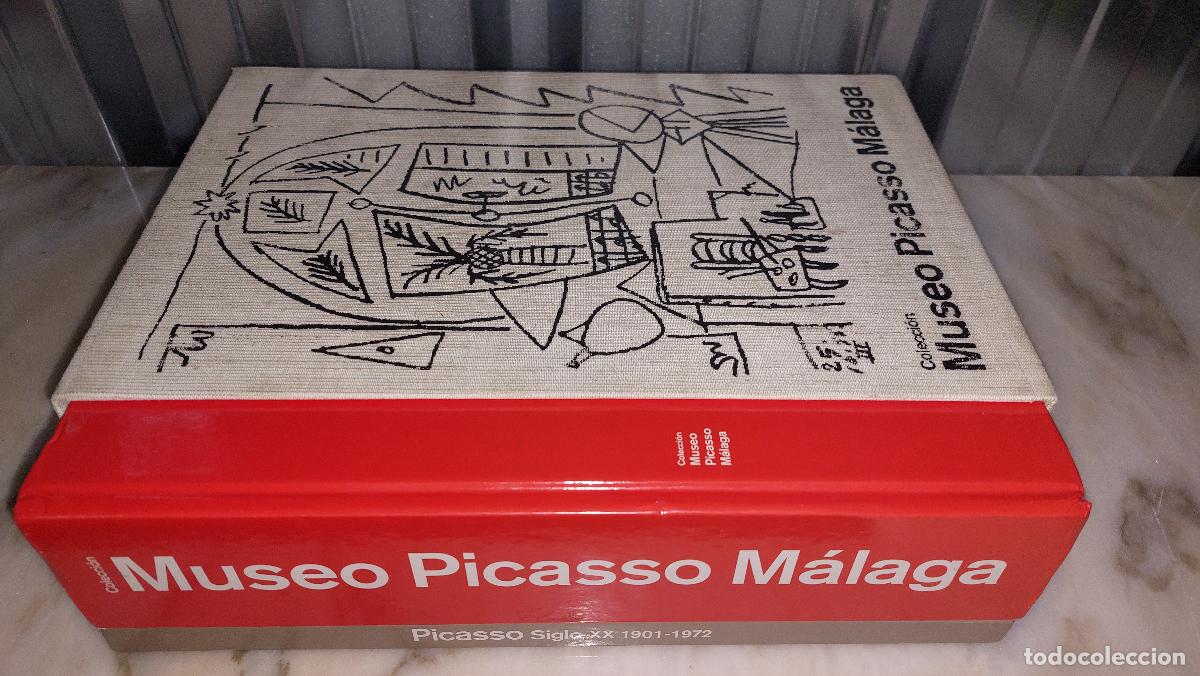 Colección
Museo Picasso Málaga
Colección
Museo
Picasso
Málaga
Colección
Museo Picasso Málaga
Picasso Siglo XX 1901-1972
todocoleccion